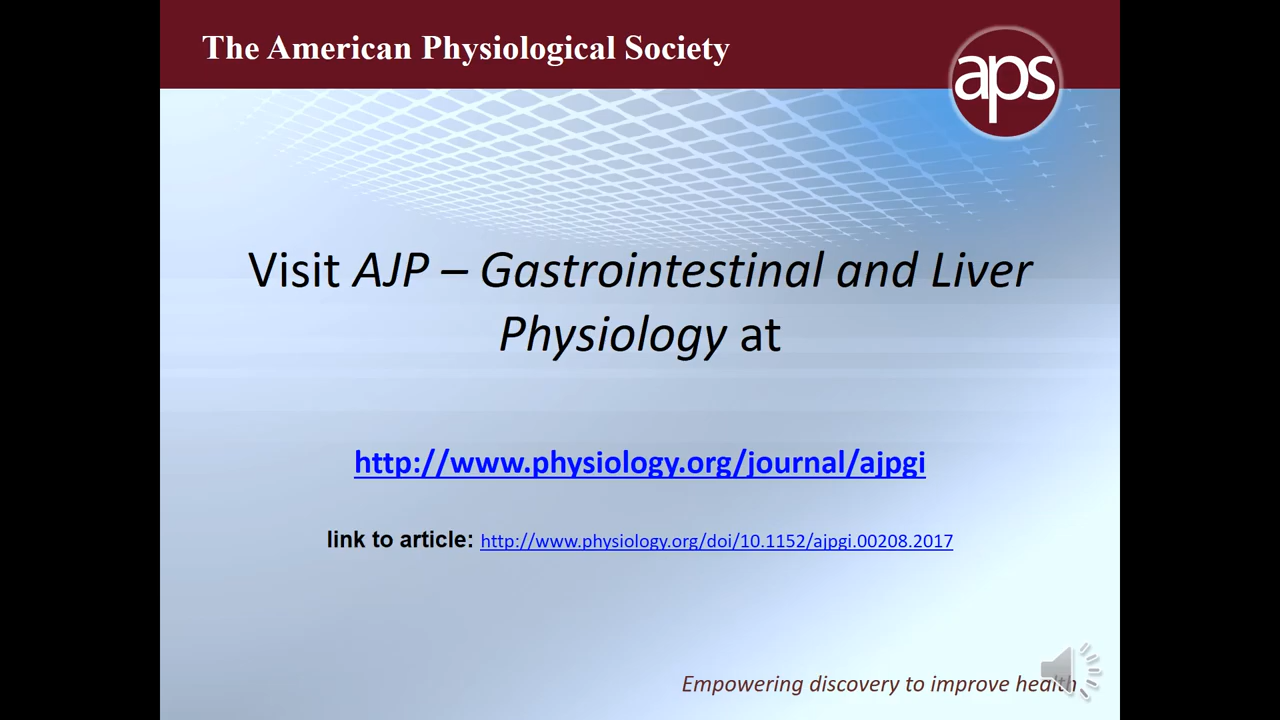 The American Physiological Society
aps
Visit AJP – Gastrointestinal and Liver
Physiology at
http://www.physiology.org/journal/ajpgi
link to article: http://www.physiology.org/doi/10.1152/ajpgi.00208.2017
Empowering discovery to improve health